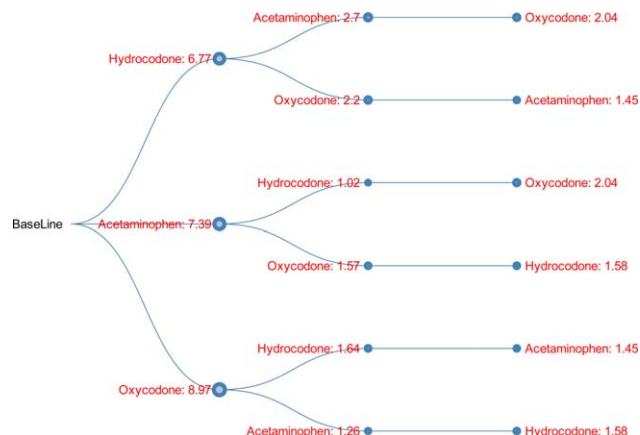 Acetaminophen: 2.7
Oxycodone: 2.04
Hydrocodone: 6.77
Oxycodone: 2.2
Acetaminophen: 1.45
Hydrocodone: 1.02
Oxycodone: 2.04
BaseLine
Acetaminophen: 7.39
Oxycodone: 1.57
Hydrocodone: 1.58
Hydrocodone: 1.64
Acetaminophen: 1.45
Oxycodone: 8.97
Acetaminophen: 1.26
Hydrocodone: 1.58